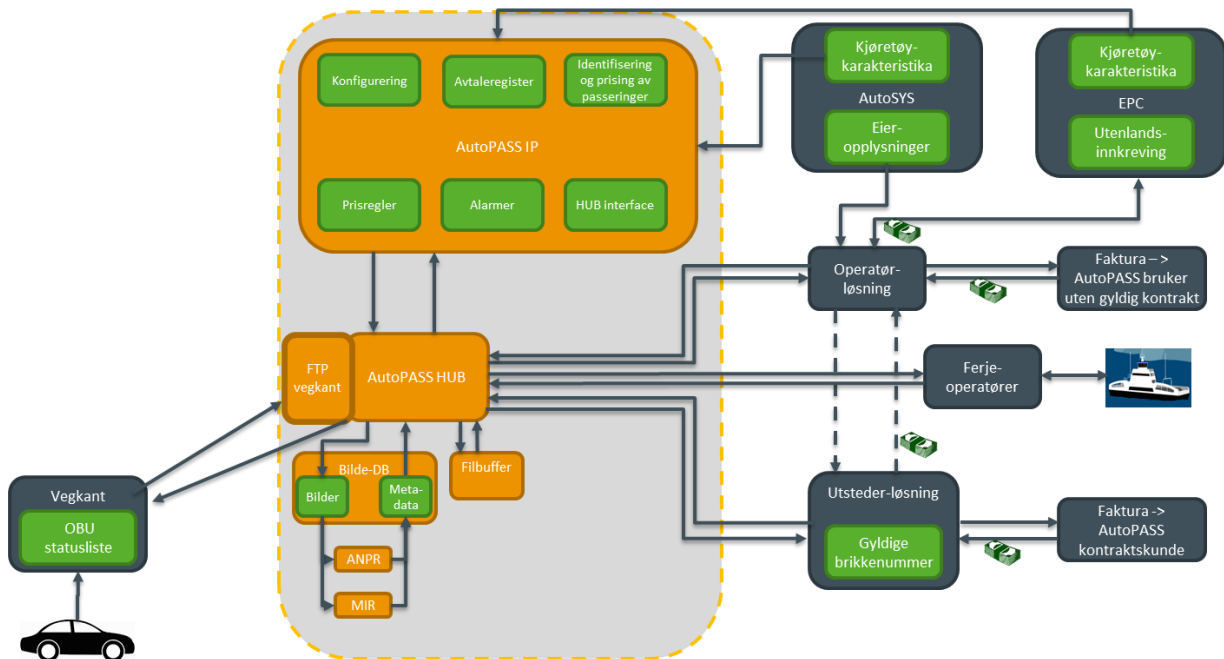 Konfigurering
Avtaleregister
Identifisering
og prising av
passeringer
AutoPASS IP
Prisregler
Alarmer
HUB interface
Kjøretøy-
karakteristika
AutoSYS
Eier-
opplysninger
Kjøretøy-
karakteristika
EPC
Utenlands-
innkreving
Operatør-
løsning
Faktura –>
AutoPASS bruker
uten gyldig kontrakt
FTP
vegkant
AutoPASS HUB
Ferje-
operatører
Bilde-DB
Bilder
Meta-
data
Filbuffer
ANPR
MIR
Vegkant
OBU
statusliste
Utsteder-løsning
Gyldige
brikkenummer
Faktura ->
AutoPASS
kontraktskunde